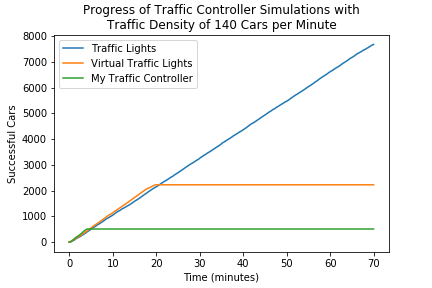 Progress of Traffic Controller Simulations with
Traffic Density of 140 Cars per Minute
8000
7000
6000
5000
4000
3000
2000
1000
0
Successful Cars
Traffic Lights
Virtual Traffic Lights
My Traffic Controller
0 10 20 30 40 50 60 70
Time (minutes)